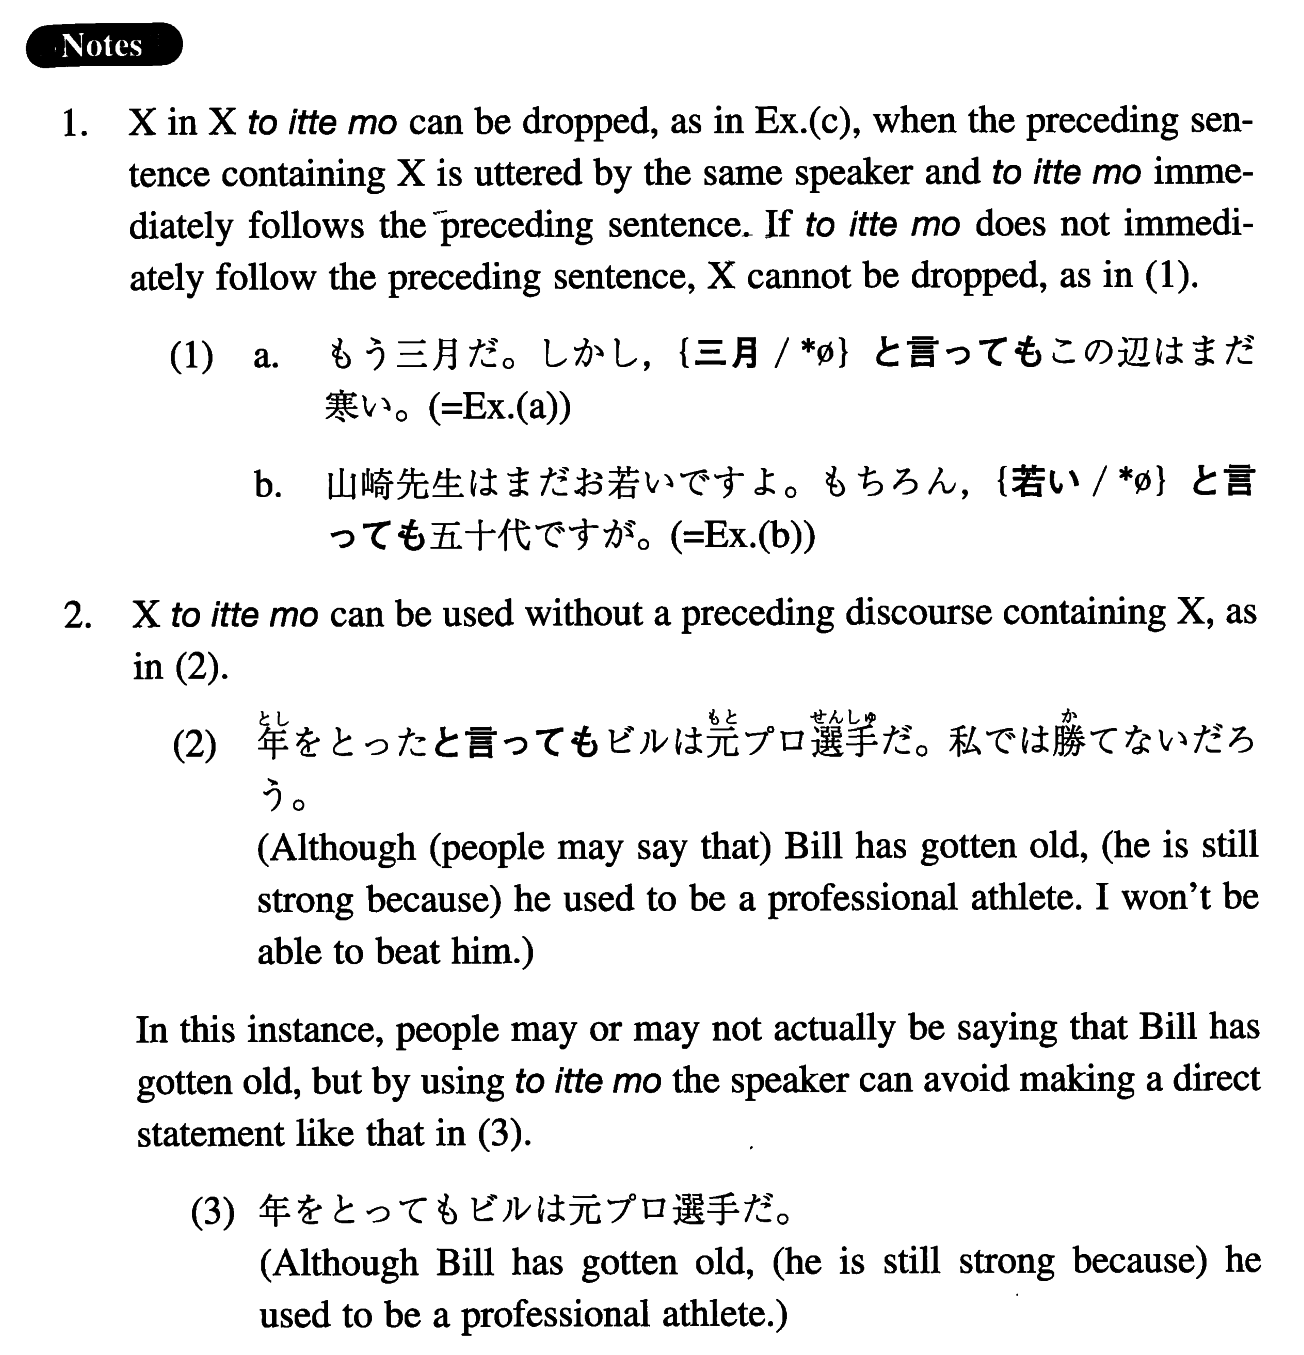 Notes
1. X in X to itte mo can be dropped, as in Ex.(c), when the preceding sen-
tence containing X is uttered by the same speaker and to itte mo imme-
diately follows the preceding sentence. If to itte mo does not immedi-
ately follow the preceding sentence, X cannot be dropped, as in (1).
(1) a. もう三月だ。しかし，{三月 / *ø} と言ってもこの辺はまだ
寒い。(=Ex.(a))
b. 山崎先生はまだお若いですよ。もちろん，{若い / *ø} と言
っても五十代ですが。(=Ex.(b))
2. X to itte mo can be used without a preceding discourse containing X, as
in (2).
とし もと せんしゅ か
(2) 年をとったと言ってもビルは元プロ選手だ。私では勝てないだろ
う。
(Although (people may say that) Bill has gotten old, (he is still
strong because) he used to be a professional athlete. I won't be
able to beat him.)
In this instance, people may or may not actually be saying that Bill has
gotten old, but by using to itte mo the speaker can avoid making a direct
statement like that in (3).
(3) 年をとってもビルは元プロ選手だ。
(Although Bill has gotten old, (he is still strong because) he
used to be a professional athlete.)